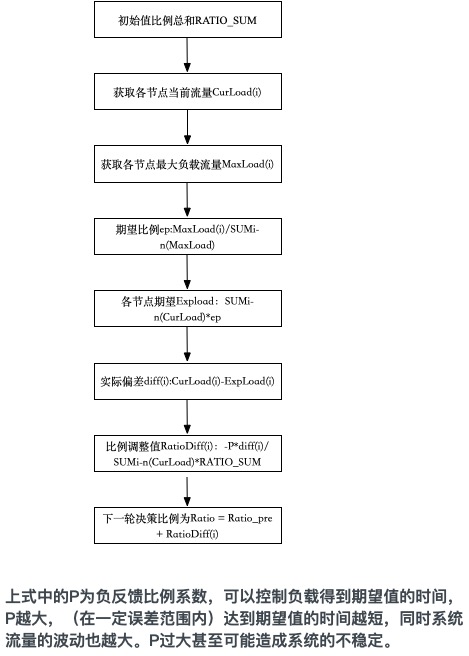 初始值比例总和RATIO_SUM
获取各节点当前流量CurLoad(i)
获取各节点最大负载流量MaxLoad(i)
期望比例ep:MaxLoad(i)/SUMi-
n(MaxLoad)
各节点期望Expload：SUMi-
n(CurLoad)*ep
实际偏差diff(i):CurLoad(i)-ExpLoad(i)
比例调整值RatioDiff(i)：-P*diff(i)/
SUMi-n(CurLoad)*RATIO_SUM
下一轮决策比例为Ratio = Ratio_pre
+ RatioDiff(i)
上式中的P为负反馈比例系数，可以控制负载得到期望值的时间，
P越大，（在一定误差范围内）达到期望值的时间越短，同时系统
流量的波动也越大。P过大甚至可能造成系统的不稳定。